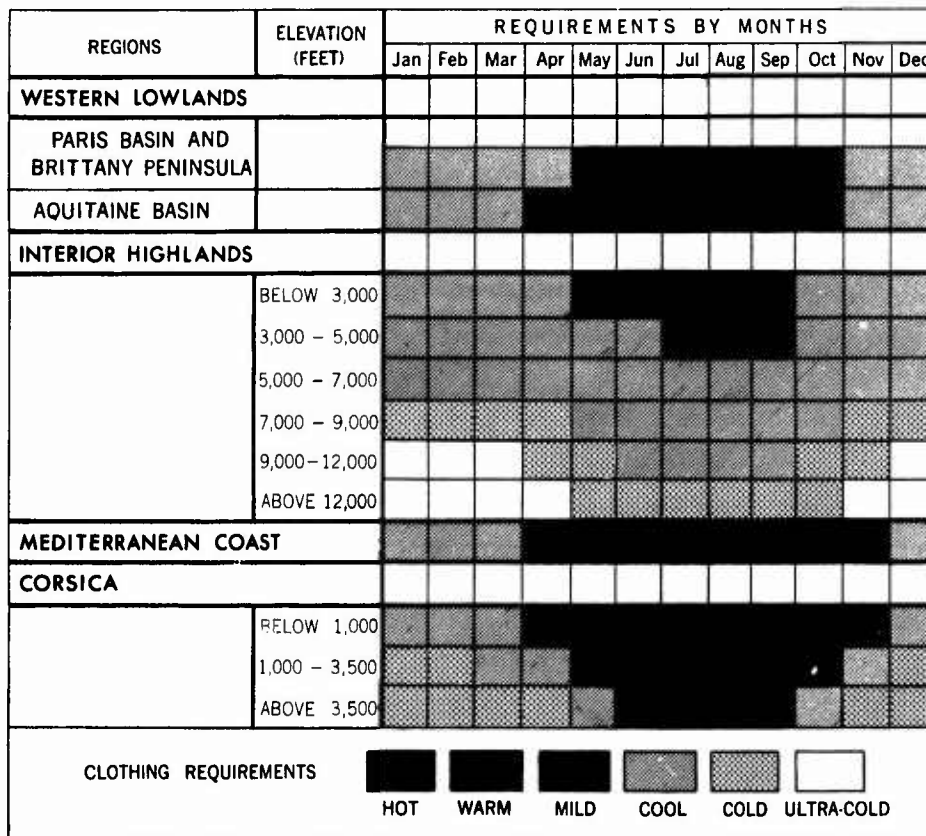 REQUIREMENTS BY MONTHS
REGIONS
ELEVATION
(FEET)
Jan Feb Mar Apr May Jun Jul Aug Sep Oct Nov Dec
WESTERN LOWLANDS
PARIS BASIN AND
BRITTANY PENINSULA
AQUITAINE BASIN
INTERIOR HIGHLANDS
BELOW 3,000
3,000 – 5,000
5,000 – 7,000
7,000 – 9,000
9,000–12,000
ABOVE 12,000
MEDITERRANEAN COAST
CORSICA
BELOW 1,000
1,000 – 3,500
ABOVE 3,500
CLOTHING REQUIREMENTS
HOT WARM MILD COOL COLD ULTRA-COLD